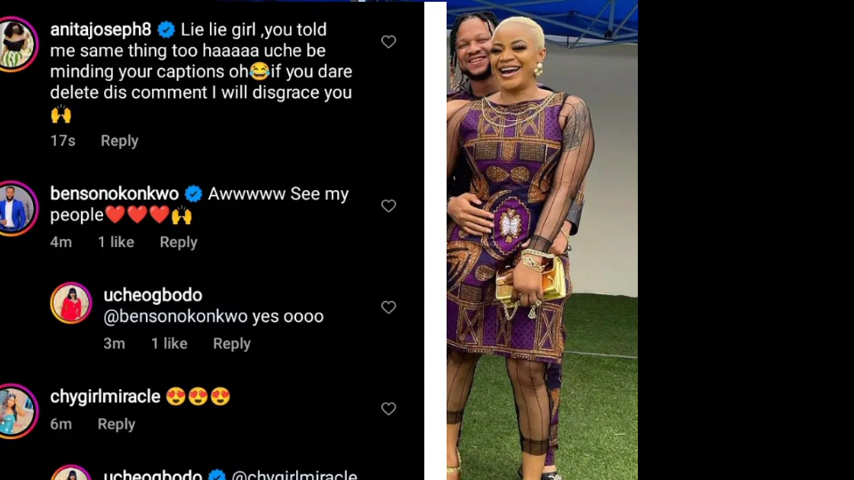 anitajoseph8 Lie lie girl ,you told
me same thing too haaaaa uche be
minding your captions oh😂if you dare
delete dis comment I will disgrace you
🙌
17s Reply
bensonokonkwo Awwwww See my
people❤️❤️❤️🙌
4m 1 like Reply
ucheogbodo
@bensonokonkwo yes oooo
3m 1 like Reply
chygirlmiracle 😍😍😍
6m Reply
ucheogbodo @chygirlmiracle